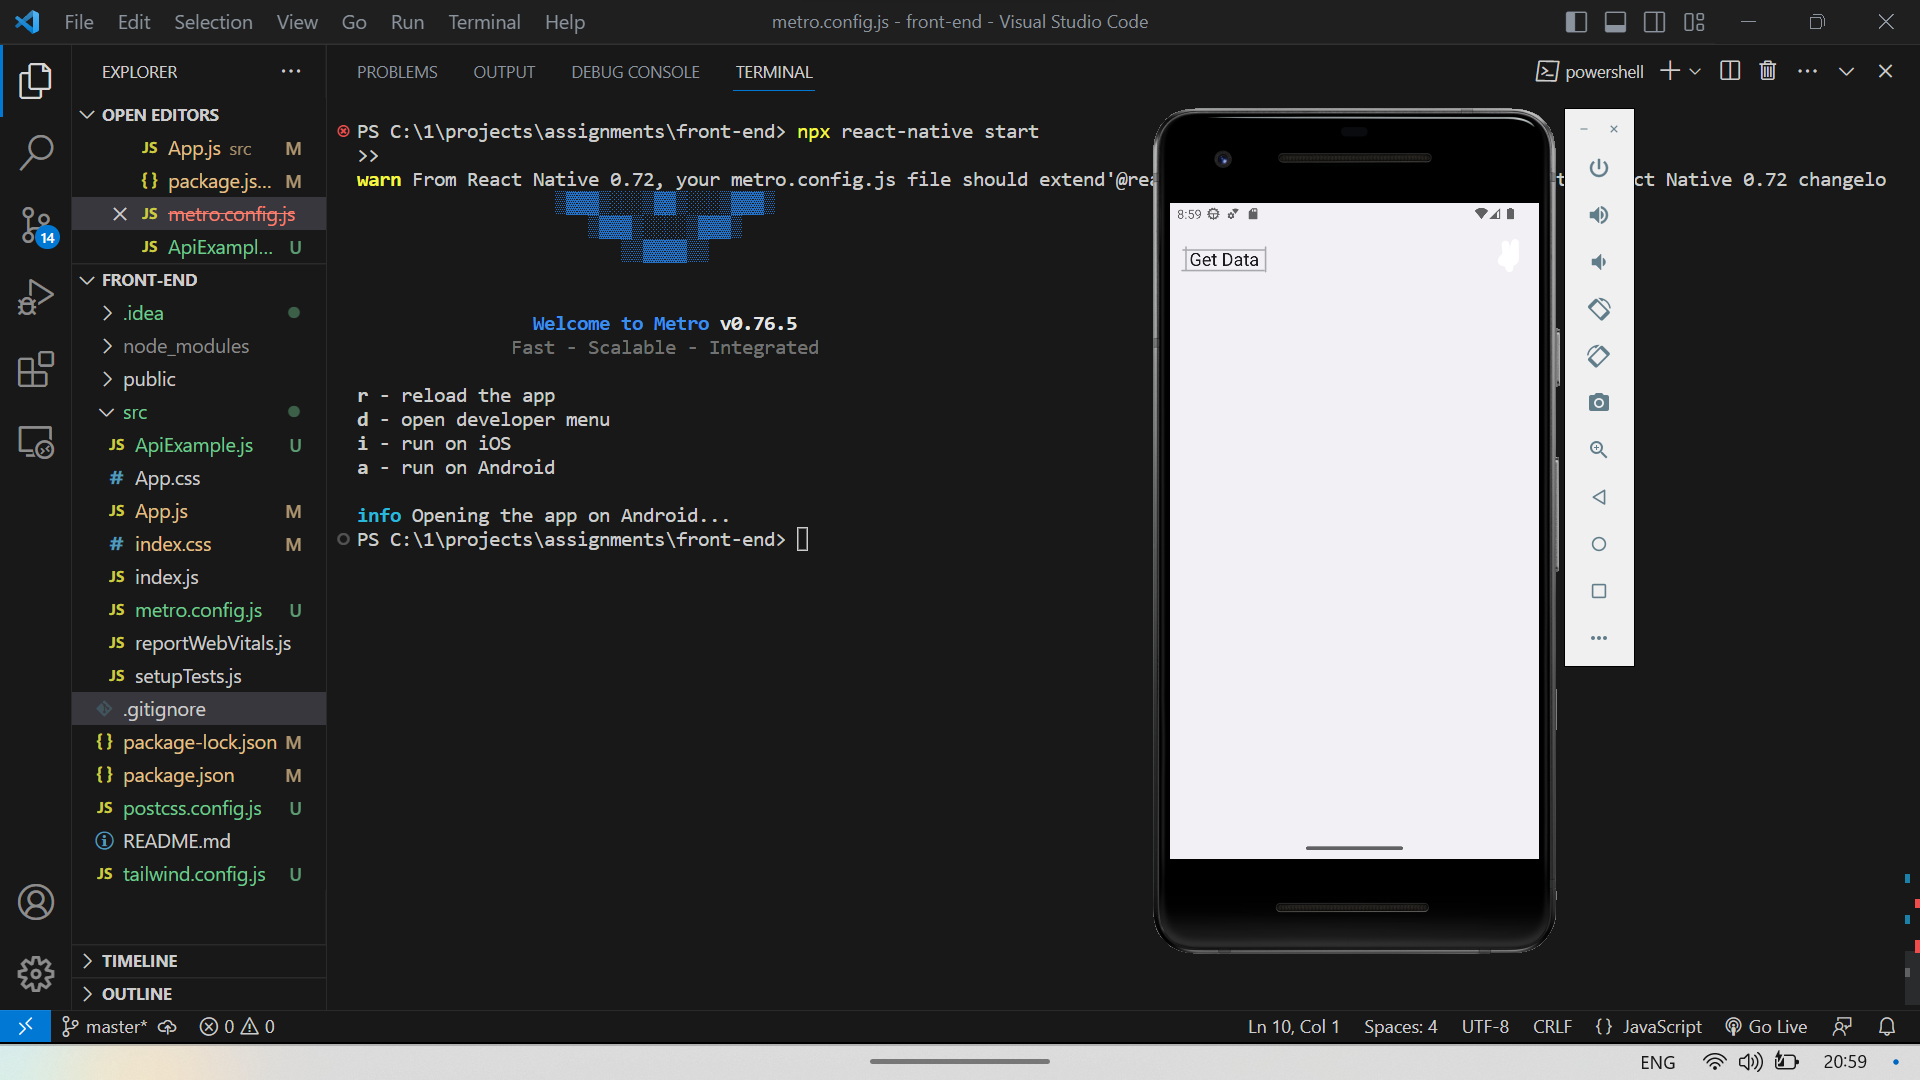 File Edit Selection View Go Run Terminal Help
metro.config.js - front-end - Visual Studio Code
EXPLORER
OPEN EDITORS
JS App.js src M
{} package.js... M
JS metro.config.js
JS ApiExampl... U
FRONT-END
.idea
node_modules
public
src
JS ApiExample.js U
# App.css
JS App.js M
# index.css M
JS index.js
JS metro.config.js U
JS reportWebVitals.js
JS setupTests.js
.gitignore
{} package-lock.json M
{} package.json M
JS postcss.config.js U
README.md
JS tailwind.config.js U
TIMELINE
OUTLINE
14
PROBLEMS OUTPUT DEBUG CONSOLE TERMINAL
powershell
PS C:\1\projects\assignments\front-end> npx react-native start
>>
warn From React Native 0.72, your metro.config.js file should extend'@rea
ct Native 0.72 changelo
Welcome to Metro v0.76.5
Fast - Scalable - Integrated
r - reload the app
d - open developer menu
i - run on iOS
a - run on Android
info Opening the app on Android...
PS C:\1\projects\assignments\front-end>
8:59
Get Data
master* 0 0
Ln 10, Col 1 Spaces: 4 UTF-8 CRLF {} JavaScript Go Live
ENG 20:59